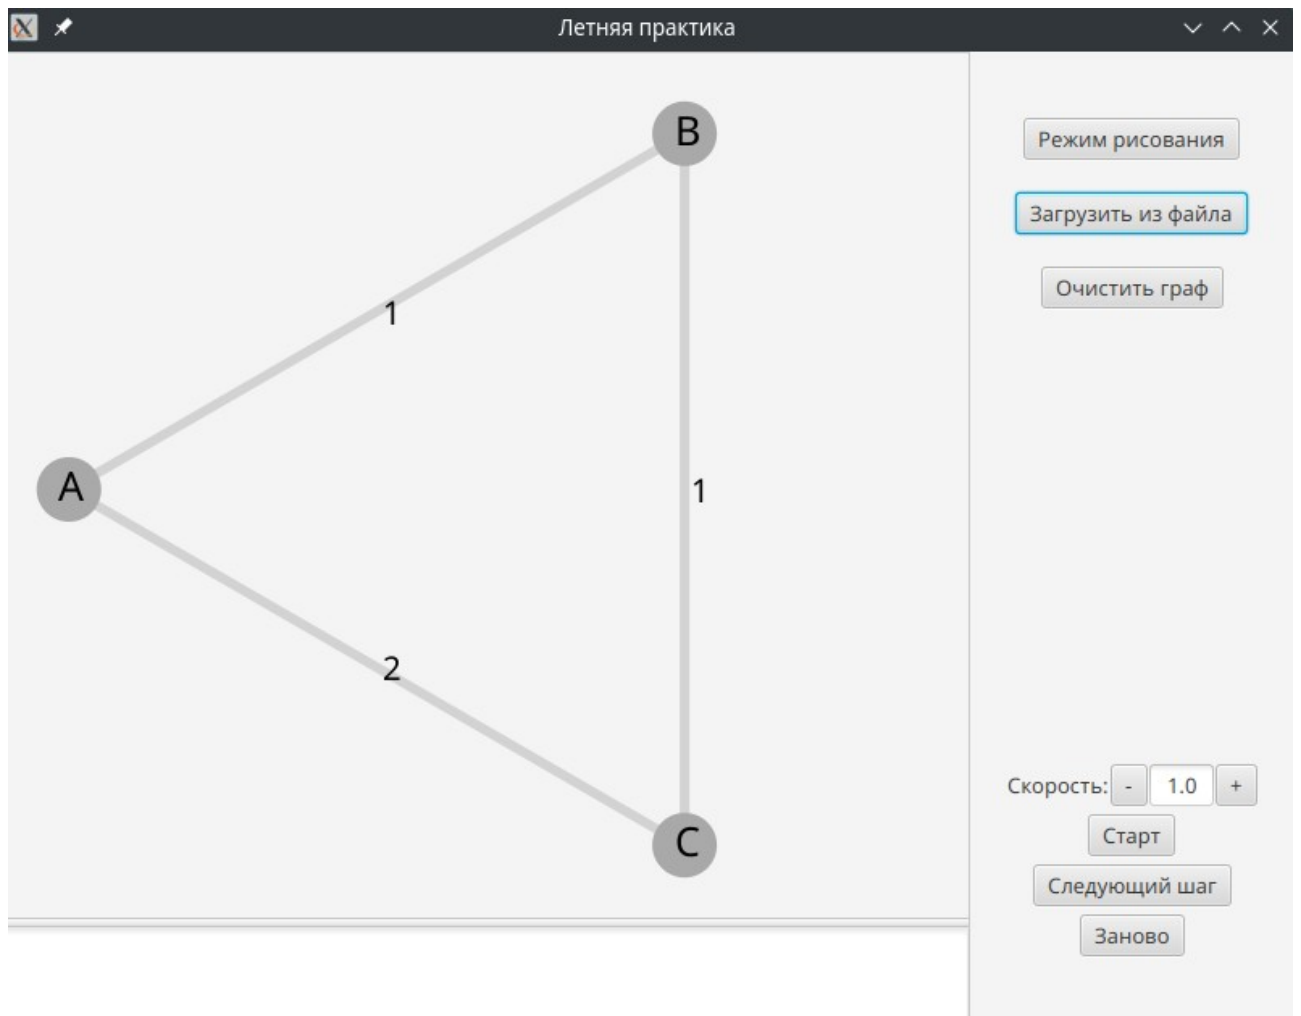 Летняя практика
B
Режим рисования
Загрузить из файла
Очистить граф
1
A
1
2
Скорость: - 1.0 +
Старт
C
Следующий шаг
Заново